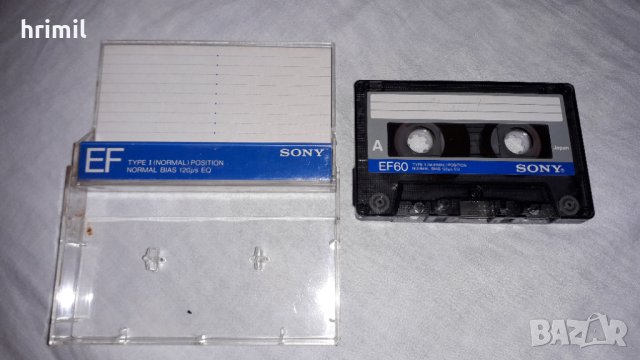 hrimil
EF
TYPE I (NORMAL) POSITION
NORMAL BIAS 120μs EQ
SONY
A
Japan
EF60
TYPE I (NORMAL) POSITION
NORMAL BIAS 120μs EQ
SONY
BAZAR